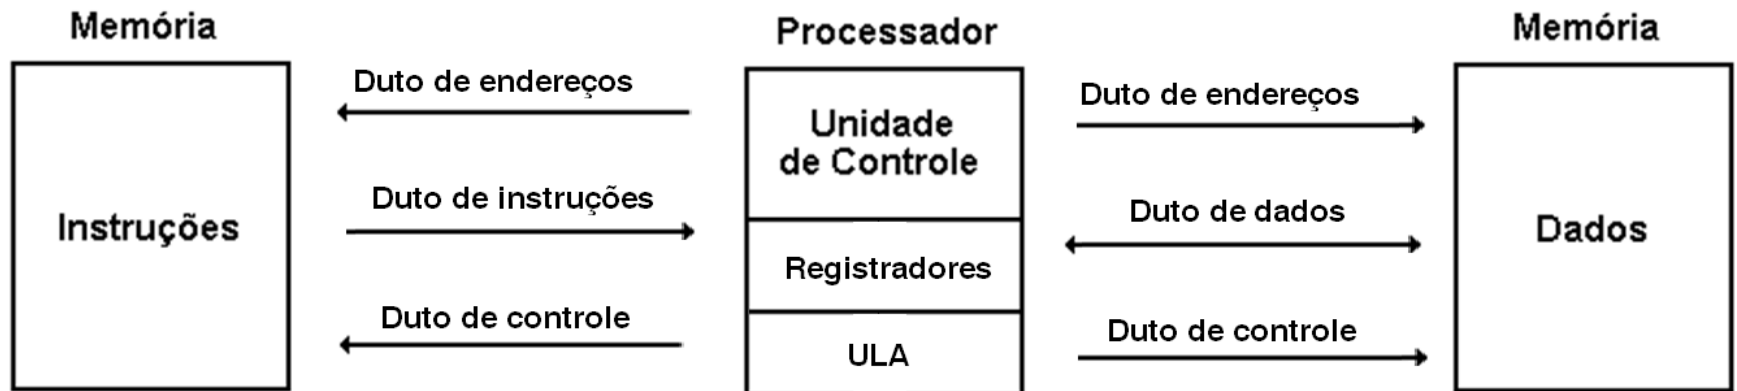 Memória
Instruções
Duto de endereços
Duto de instruções
Duto de controle
Processador
Unidade
de Controle
Registradores
ULA
Duto de endereços
Duto de dados
Duto de controle
Memória
Dados